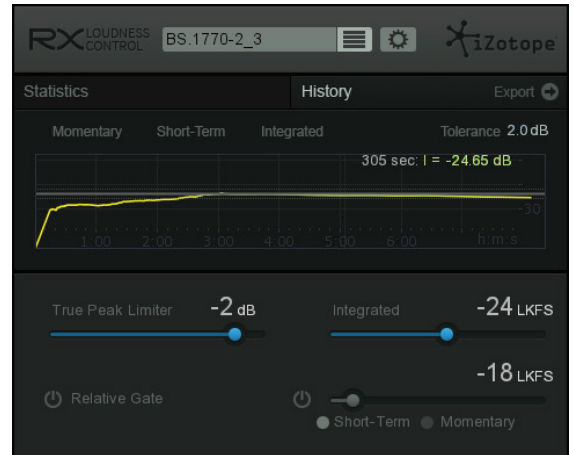 RX LOUDNESS CONTROL BS.1770-2_3 iZotope
Statistics History Export
Momentary Short-Term Integrated Tolerance 2.0dB
305 sec: I = -24.65 dB
-30
1:00 2:00 3:00 4:00 5:00 6:00 h:m:s
True Peak Limiter -2 dB Integrated -24 LKFS
-18 LKFS
Relative Gate
Short-Term Momentary